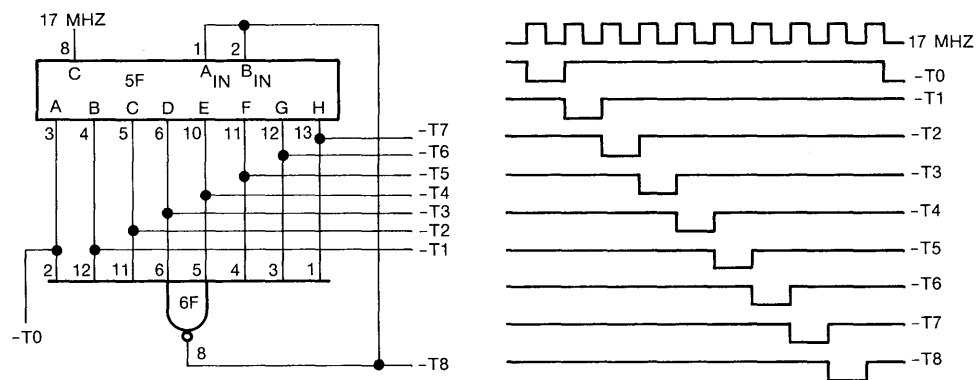 17 MHZ
8 1 2
C 5F A IN B IN
A B C D E F G H
3 4 5 6 10 11 12 13
-T7
-T6
-T5
-T4
-T3
-T2
-T1
2 12 11 6 5 4 3 1
6F
-T0
8
-T8
17 MHZ
-T0
-T1
-T2
-T3
-T4
-T5
-T6
-T7
-T8